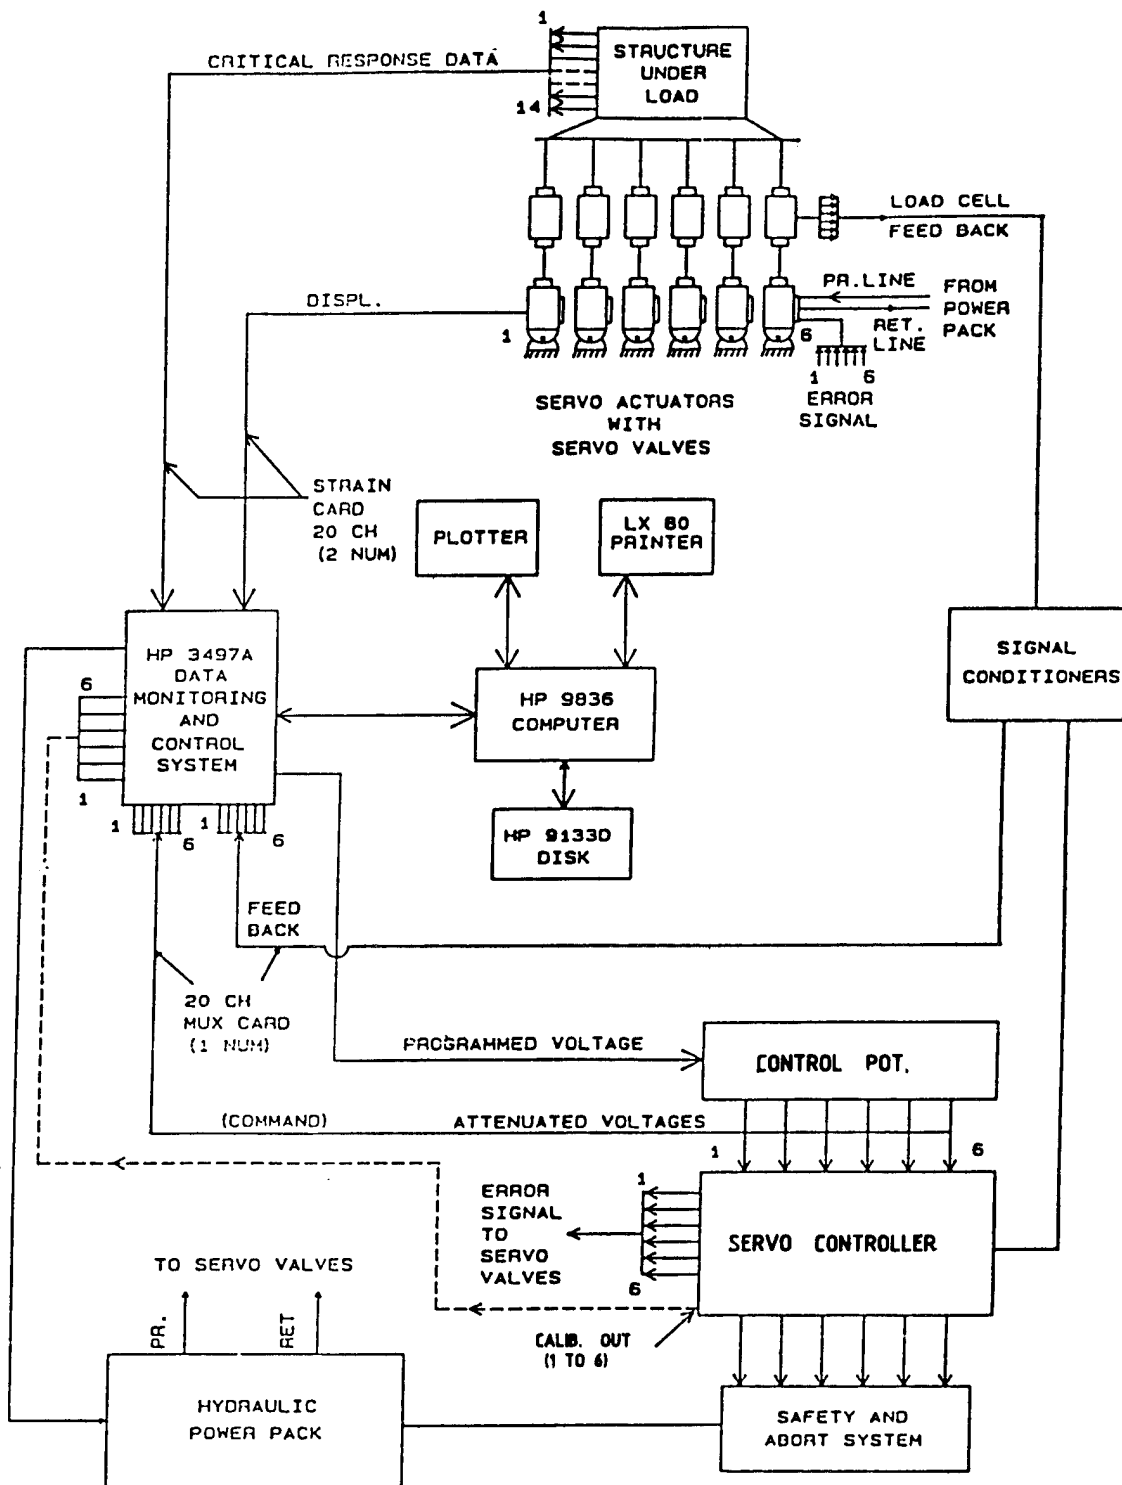 1
CRITICAL RESPONSE DATA
14
STRUCTURE
UNDER
LOAD
LOAD CELL
FEED BACK
DISPL.
PR.LINE
RET.
LINE
FROM
POWER
PACK
1
6
1
6
ERROR
SIGNAL
SERVO ACTUATORS
WITH
SERVO VALVES
STRAIN
CARD
20 CH
(2 NUM)
PLOTTER
LX 80
PRINTER
HP 3497A
DATA
MONITORING
AND
CONTROL
SYSTEM
6
1
1
6
1
6
HP 9836
COMPUTER
HP 9133D
DISK
SIGNAL
CONDITIONERS
FEED
BACK
20 CH
MUX CARD
(1 NUM)
PROGRAMMED VOLTAGE
CONTROL POT.
(COMMAND)
ATTENUATED VOLTAGES
1
6
ERROR
SIGNAL
TO
SERVO
VALVES
1
6
SERVO CONTROLLER
TO SERVO VALVES
PR.
RET
CALIB. OUT
(1 TO 6)
HYDRAULIC
POWER PACK
SAFETY AND
ABORT SYSTEM